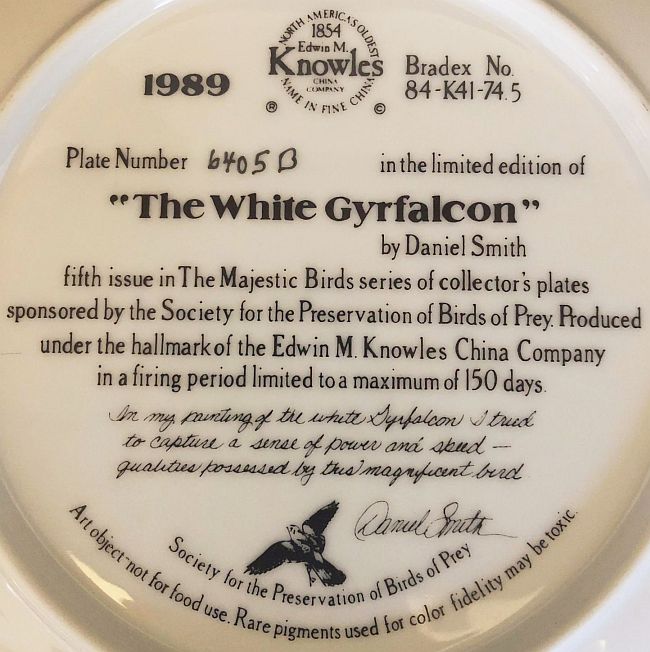 NORTH AMERICA'S OLDEST
1854
Edwin M.
Knowles
CHINA
COMPANY
NAME IN FINE CHINA
® ©
1989
Bradex No.
84-K41-74.5
Plate Number 6405B in the limited edition of
"The White Gyrfalcon"
by Daniel Smith
fifth issue in The Majestic Birds series of collector's plates
sponsored by the Society for the Preservation of Birds of Prey. Produced
under the hallmark of the Edwin M. Knowles China Company
in a firing period limited to a maximum of 150 days.
In my painting of the white Gyrfalcon I tried
to capture a sense of power and speed —
qualities possessed by this magnificent bird
Daniel Smith
Society for the Preservation of Birds of Prey
Art object-not for food use. Rare pigments used for color fidelity may be toxic.